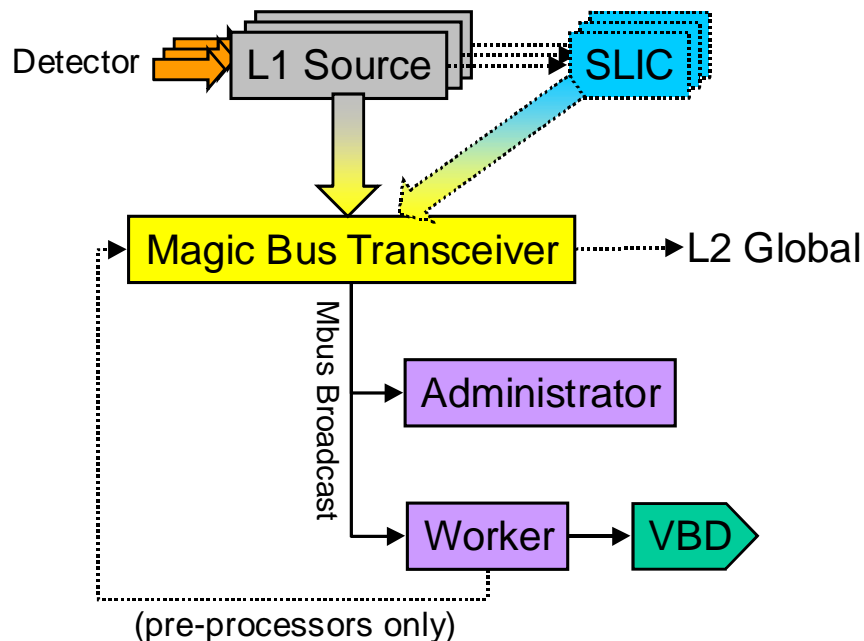 Detector
L1 Source
SLIC
Magic Bus Transceiver
L2 Global
Mbus Broadcast
Administrator
Worker
VBD
(pre-processors only)